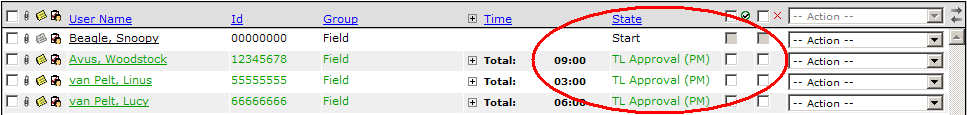 User Name Id Group Time State -- Action --
Beagle, Snoopy 00000000 Field Start -- Action --
Avus, Woodstock 12345678 Field Total: 09:00 TL Approval (PM) -- Action --
van Pelt, Linus 55555555 Field Total: 03:00 TL Approval (PM) -- Action --
van Pelt, Lucy 66666666 Field Total: 06:00 TL Approval (PM) -- Action --